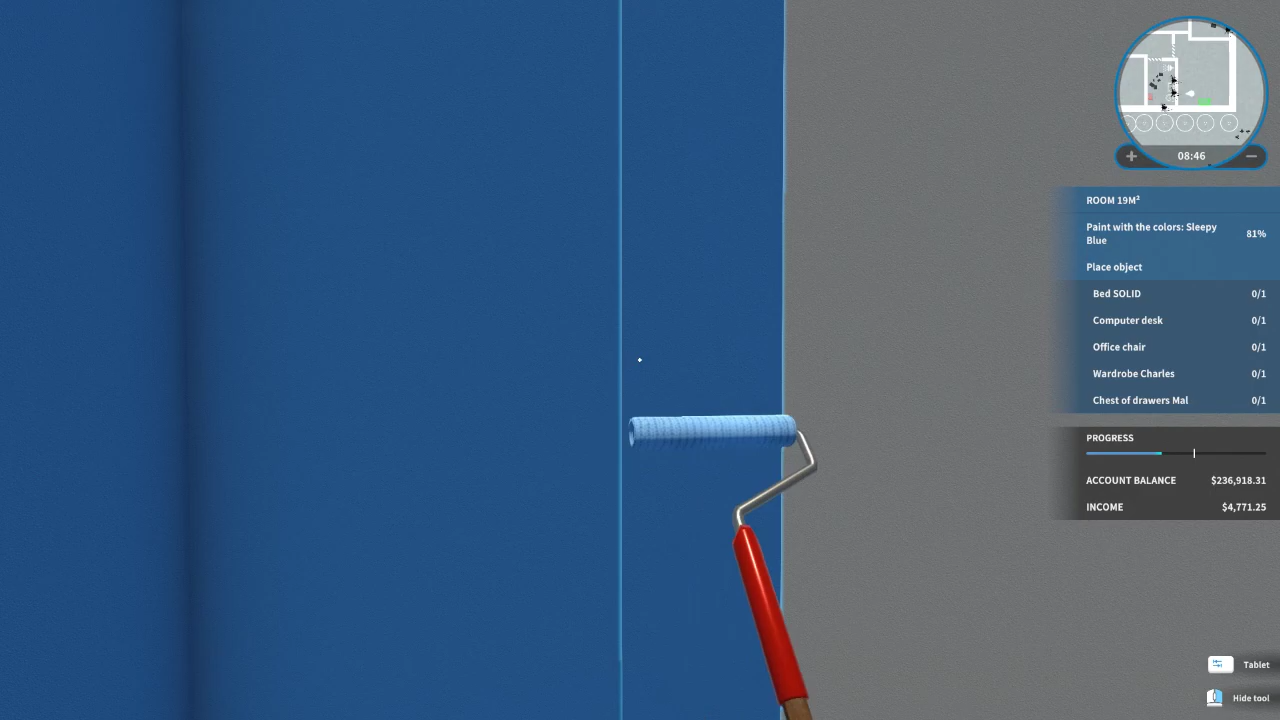 08:46
ROOM 19M²
Paint with the colors: Sleepy
Blue
81%
Place object
Bed SOLID 0/1
Computer desk 0/1
Office chair 0/1
Wardrobe Charles 0/1
Chest of drawers Mal 0/1
PROGRESS
ACCOUNT BALANCE $236,918.31
INCOME $4,771.25
Tablet
Hide tool